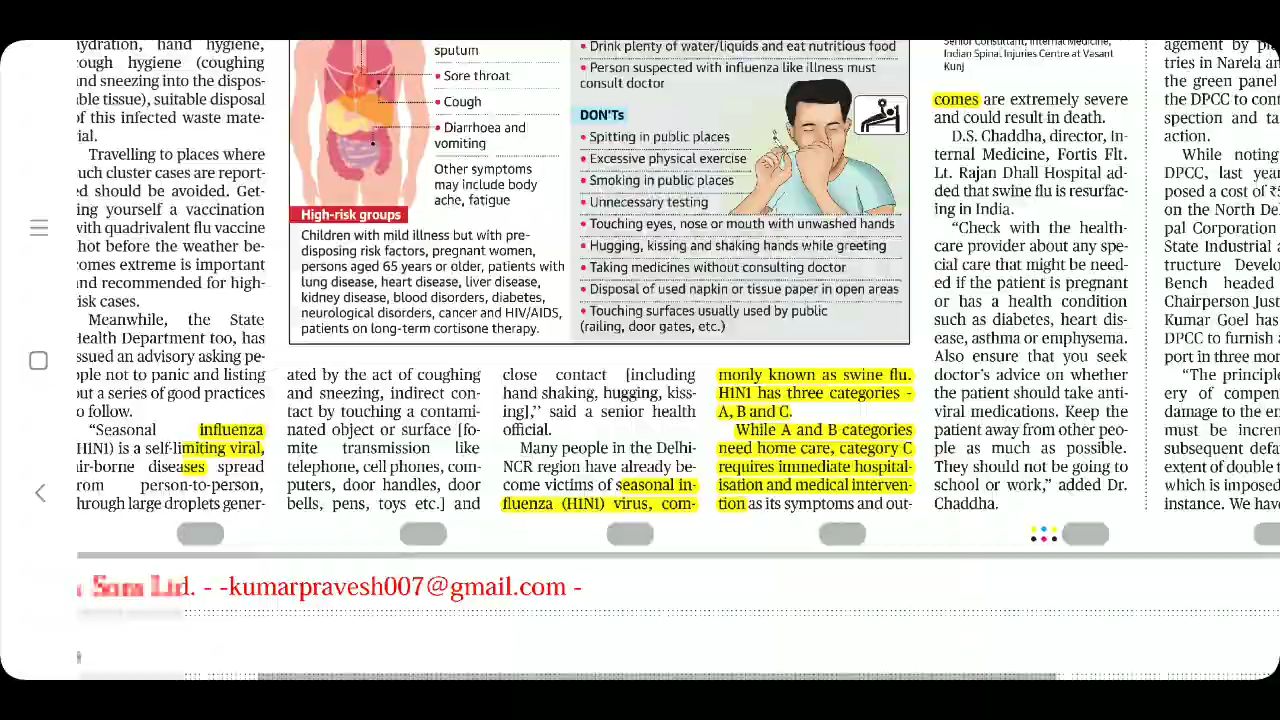 ydration, hand hygiene,
ough hygiene (coughing
nd sneezing into the dispos-
ble tissue), suitable disposal
f this infected waste mate-
ial.
Travelling to places where
uch cluster cases are report-
ed should be avoided. Get-
ing yourself a vaccination
with quadrivalent flu vaccine
hot before the weather be-
comes extreme is important
and recommended for high-
risk cases.
Meanwhile, the State
Health Department too, has
issued an advisory asking pe-
ople not to panic and listing
out a series of good practices
to follow.
“Seasonal influenza
(H1N1) is a self-limiting viral,
air-borne diseases spread
from person-to-person,
through large droplets gener-
sputum
• Sore throat
• Cough
• Diarrhoea and
vomiting
Other symptoms
may include body
ache, fatigue
High-risk groups
Children with mild illness but with pre-
disposing risk factors, pregnant women,
persons aged 65 years or older, patients with
lung disease, heart disease, liver disease,
kidney disease, blood disorders, diabetes,
neurological disorders, cancer and HIV/AIDS,
patients on long-term cortisone therapy.
• Drink plenty of water/liquids and eat nutritious food
• Person suspected with influenza like illness must
consult doctor
DON'Ts
• Spitting in public places
• Excessive physical exercise
• Smoking in public places
• Unnecessary testing
• Touching eyes, nose or mouth with unwashed hands
• Hugging, kissing and shaking hands while greeting
• Taking medicines without consulting doctor
• Disposal of used napkin or tissue paper in open areas
• Touching surfaces usually used by public
(railing, door gates, etc.)
ated by the act of coughing
and sneezing, indirect con-
tact by touching a contami-
nated object or surface [fo-
mite transmission like
telephone, cell phones, com-
puters, door handles, door
bells, pens, toys etc.] and
close contact [including
hand shaking, hugging, kiss-
ing],” said a senior health
official.
Many people in the Delhi-
NCR region have already be-
come victims of seasonal in-
fluenza (H1N1) virus, com-
monly known as swine flu.
H1N1 has three categories -
A, B and C.
While A and B categories
need home care, category C
requires immediate hospital-
isation and medical interven-
tion as its symptoms and out-
Senior Consultant, Internal Medicine,
Indian Spinal Injuries Centre at Vasant
Kunj
comes are extremely severe
and could result in death.
D.S. Chaddha, director, In-
ternal Medicine, Fortis Flt.
Lt. Rajan Dhall Hospital ad-
ded that swine flu is resurfac-
ing in India.
“Check with the health-
care provider about any spe-
cial care that might be need-
ed if the patient is pregnant
or has a health condition
such as diabetes, heart dis-
ease, asthma or emphysema.
Also ensure that you seek
doctor's advice on whether
the patient should take anti-
viral medications. Keep the
patient away from other peo-
ple as much as possible.
They should not be going to
school or work,” added Dr.
Chaddha.
agement by
tries in Narela
the green panel
the DPCC to
spection and
action.
While noting
DPCC, last
posed a cost of
on the North
pal Corporation
State Industrial
tructure
Bench headed
Chairperson
Kumar Goel has
DPCC to furnish
port in three
“The
ery of
damage to the
must be
subsequent
extent of double
which is imposed
instance. We
d. - -kumarpravesh007@gmail.com -